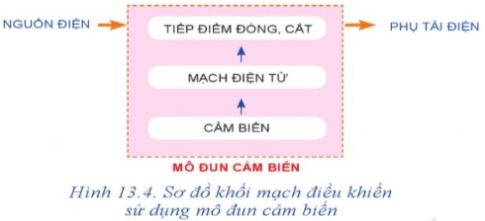 NGUỒN ĐIỆN
TIẾP ĐIỂM ĐÓNG, CẮT
PHỤ TẢI ĐIỆN
MẠCH ĐIỆN TỬ
CẢM BIẾN
MÔ ĐUN CẢM BIẾN
Hình 13.4. Sơ đồ khối mạch điều khiển
sử dụng mô đun cảm biến